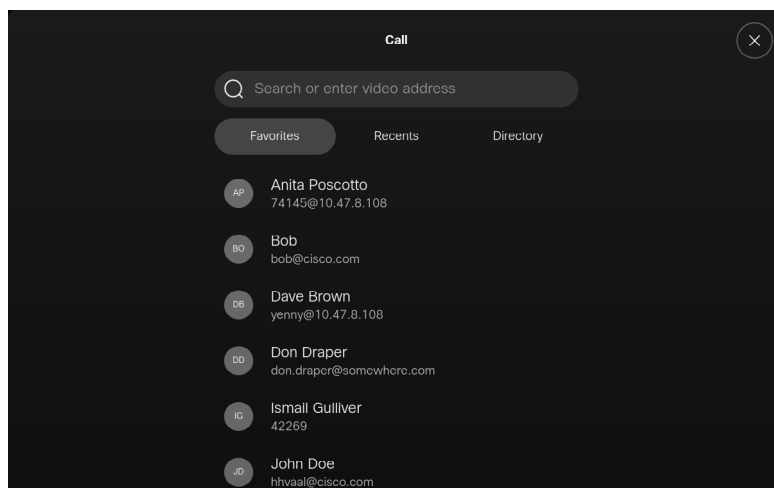 Call
Search or enter video address
Favorites Recents Directory
AP Anita Poscotto
74145@10.47.8.108
BO Bob
bob@cisco.com
DB Dave Brown
yenny@10.47.8.108
DD Don Draper
don.draper@somewhere.com
IG Ismail Gulliver
42269
JD John Doe
hhvaal@cisco.com